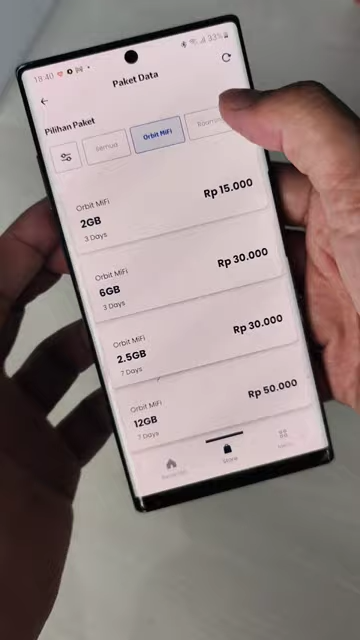 18.40
33%
Paket Data
Pilihan Paket
Semua
Orbit MiFi
Orbit MiFi
2GB
3 Days
Rp 15.000
Orbit MiFi
6GB
3 Days
Rp 30.000
Orbit MiFi
2.5GB
7 Days
Rp 30.000
Orbit MiFi
12GB
7 Days
Rp 50.000
Store